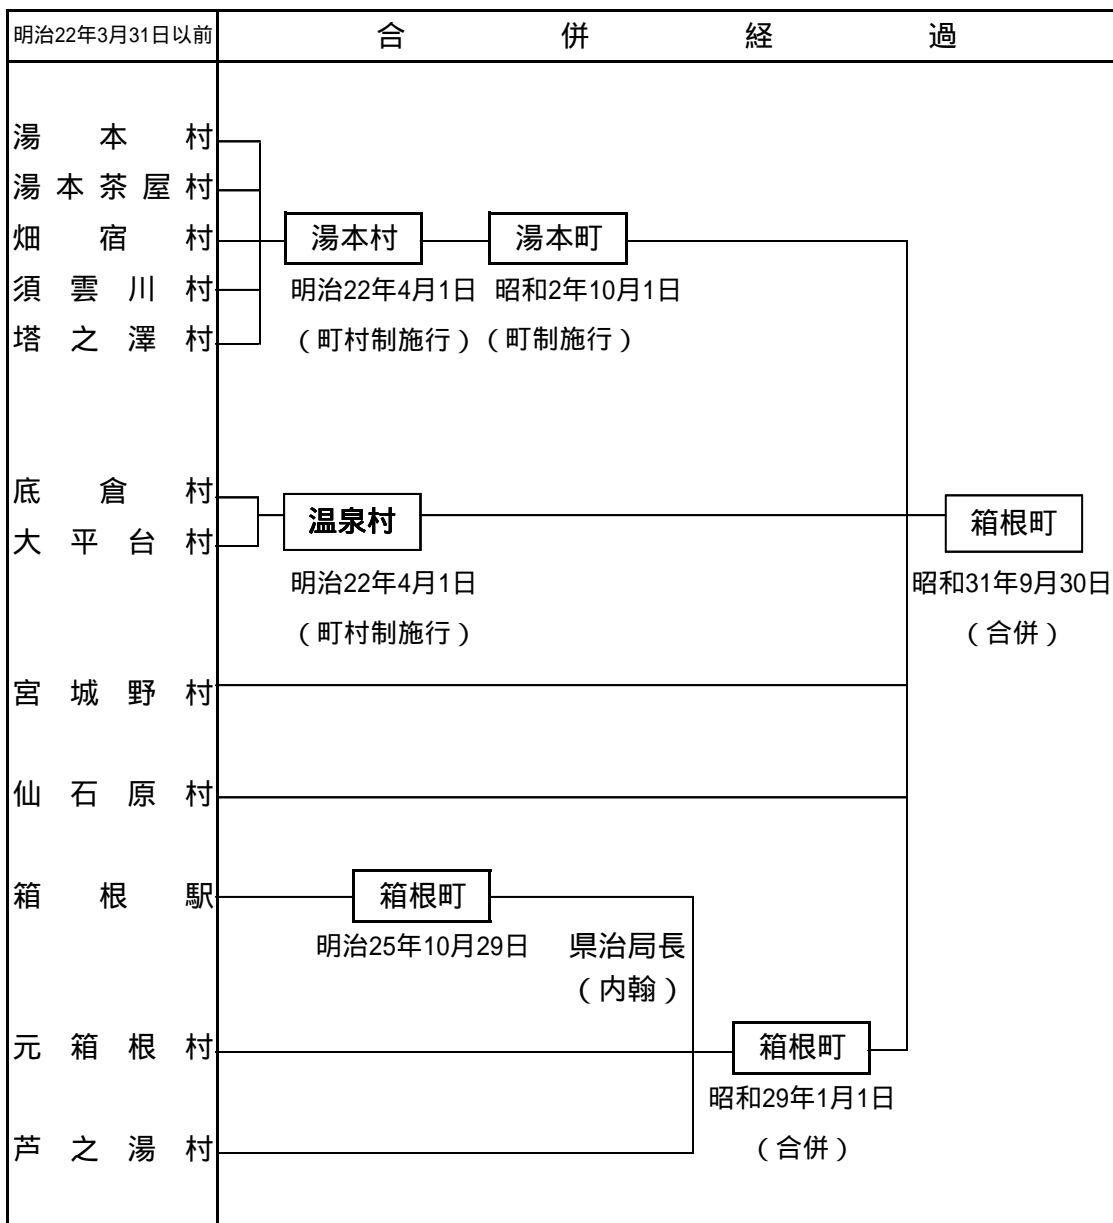 明治22年3月31日以前 合併経過
湯本村
湯本茶屋村
畑宿村 湯本村 湯本町
須雲川村 明治22年4月1日 昭和2年10月1日
塔之澤村 （町村制施行）（町制施行）
底倉村
温泉村 箱根町
大平台村
明治22年4月1日 昭和31年9月30日
（町村制施行） （合併）
宮城野村
仙石原村
箱根駅 箱根町
明治25年10月29日 県治局長
（内翰）
元箱根村 箱根町
昭和29年1月1日
芦之湯村 （合併）